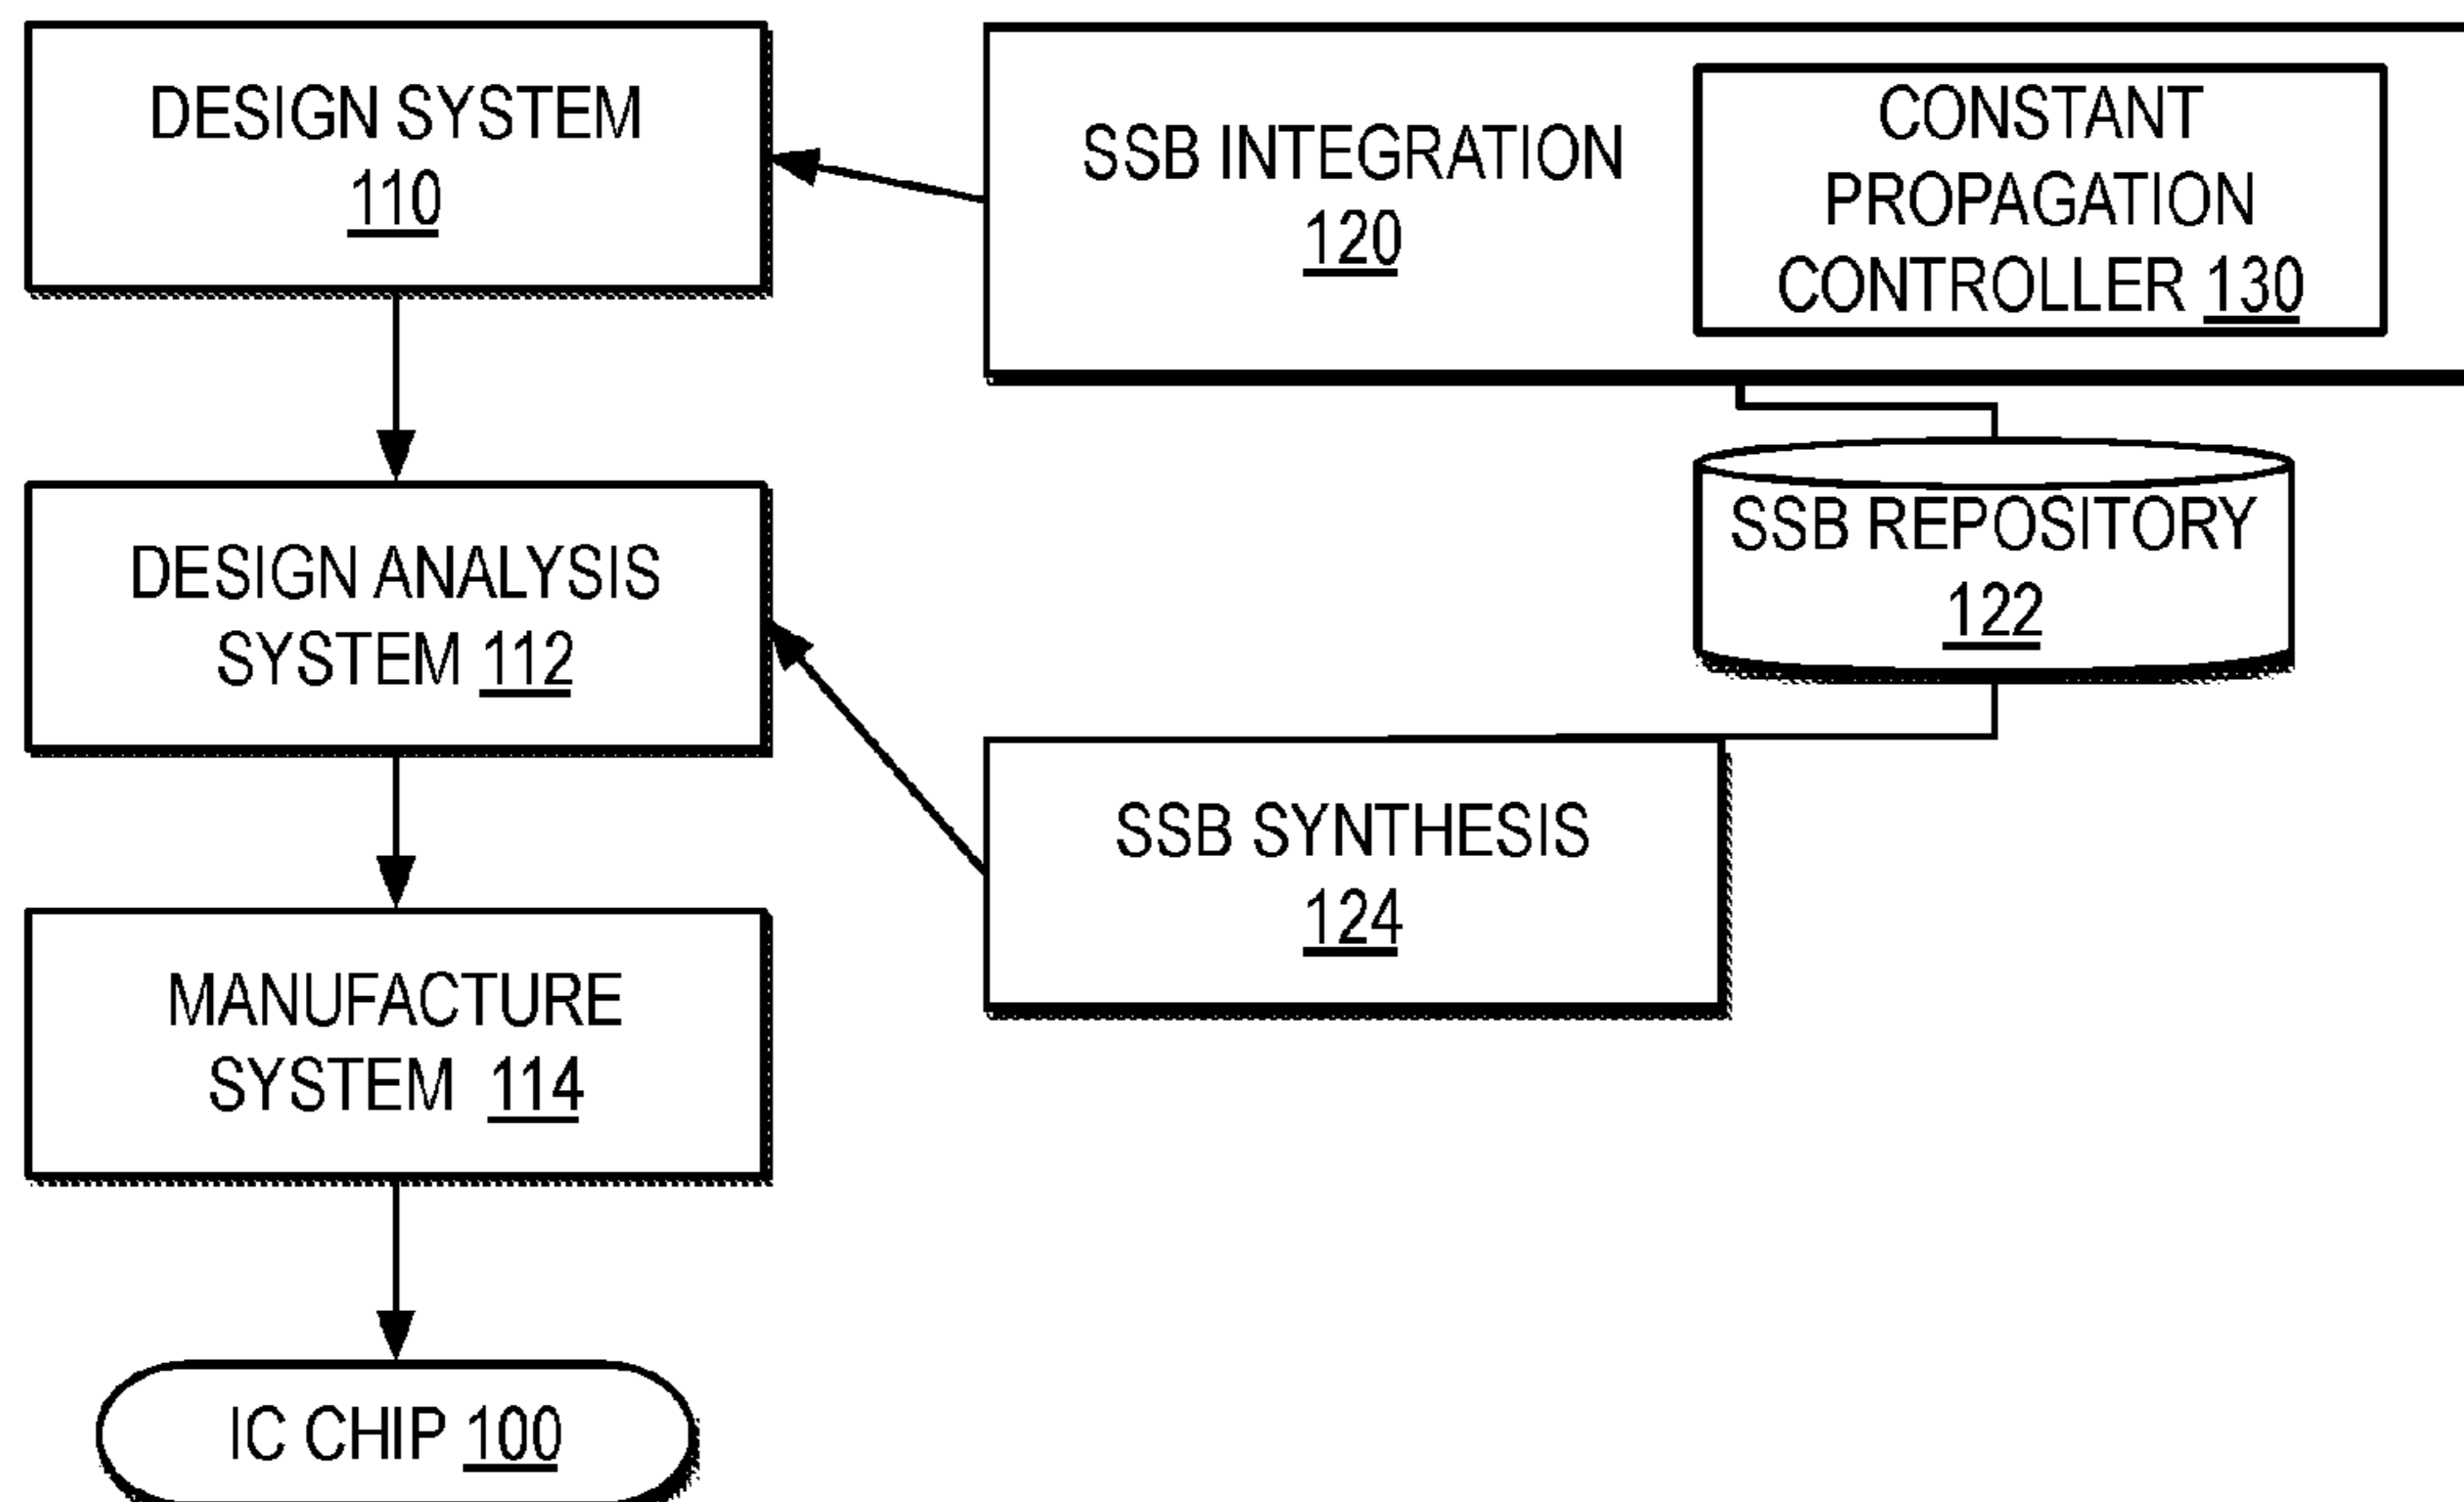 DESIGN SYSTEM
110
SSB INTEGRATION
120
CONSTANT
PROPAGATION
CONTROLLER 130
SSB REPOSITORY
122
DESIGN ANALYSIS
SYSTEM 112
SSB SYNTHESIS
124
MANUFACTURE
SYSTEM 114
IC CHIP 100